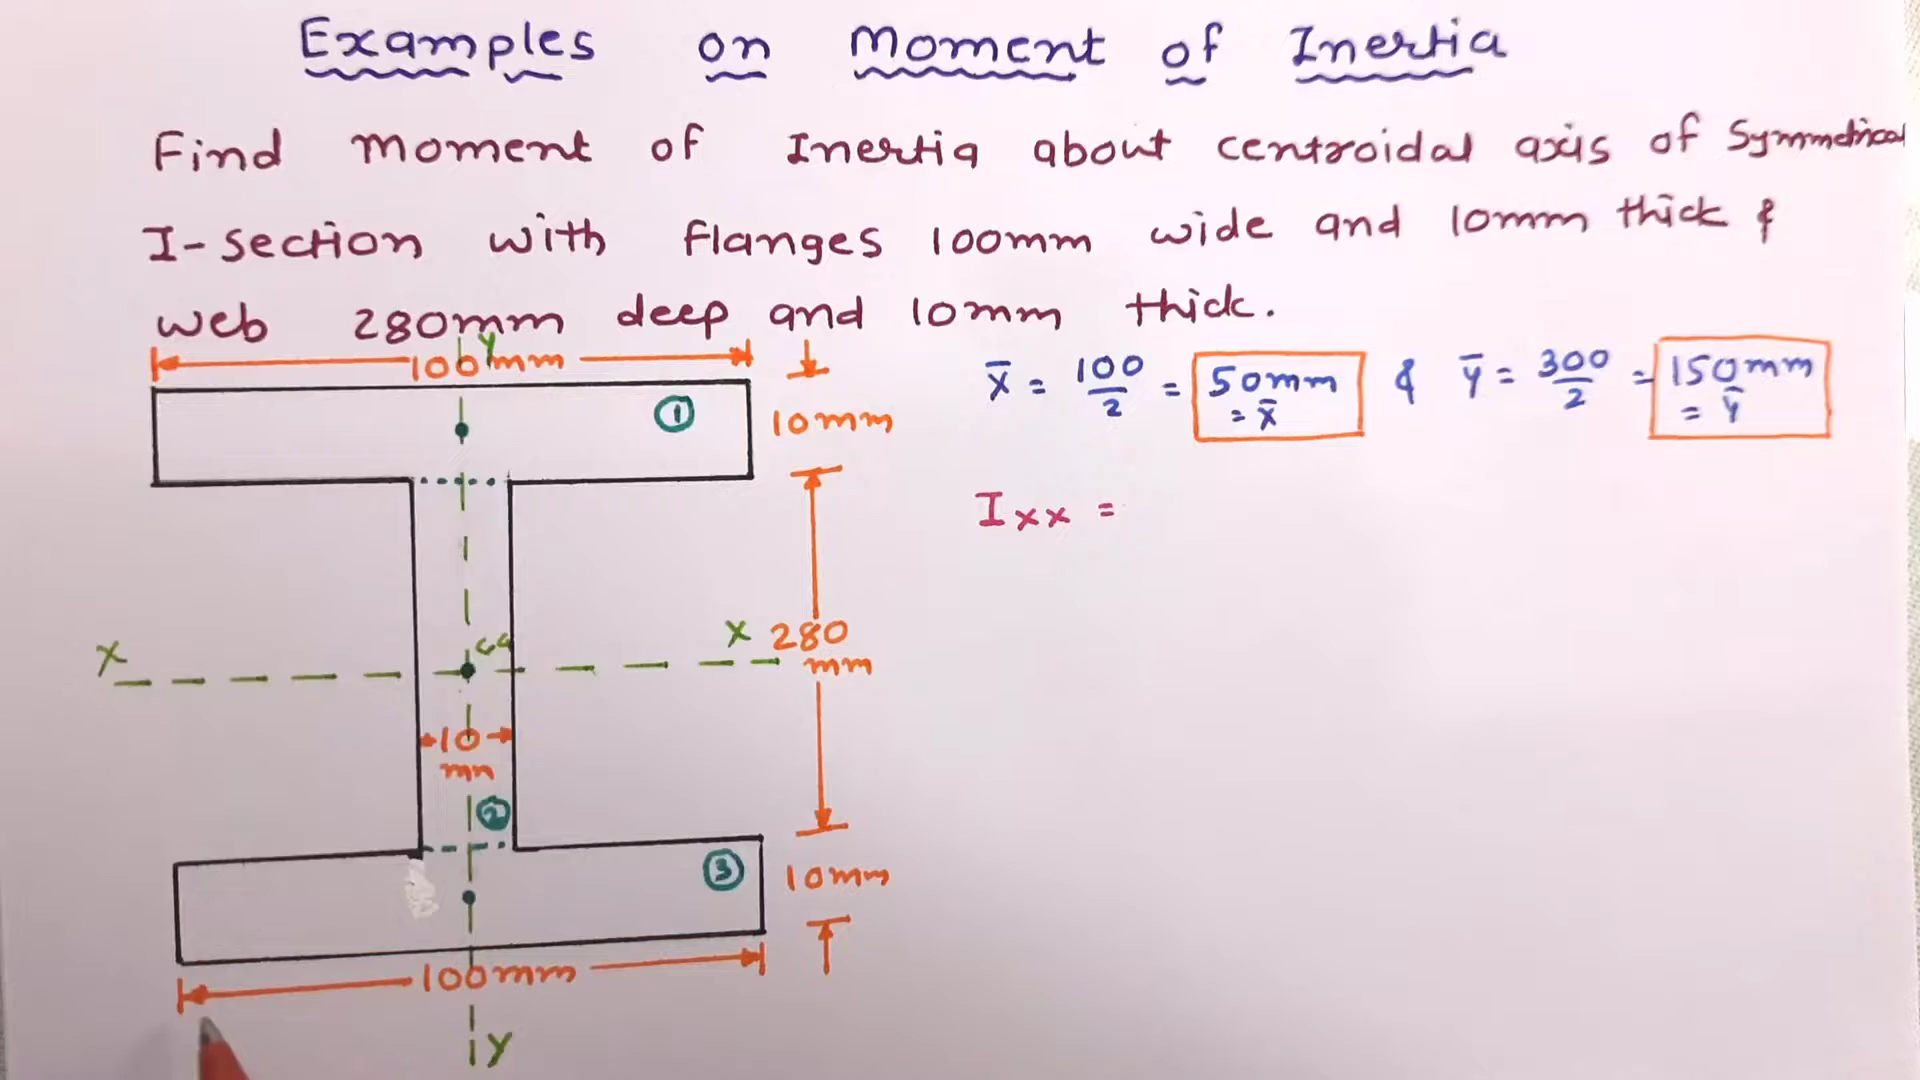 Examples on Moment of Inertia
Find Moment of Inertia about centroidal axis of Symmetrical
I-section with flanges 100mm wide and 10mm thick &
web 280mm deep and 10mm thick.
y
100mm
10mm
①
x̄ = 100/2 = 50mm = x̄ & ȳ = 300/2 = 150mm = ȳ
Ixx =
X
CG
X
280
mm
10
mm
②
③
10mm
100mm
y